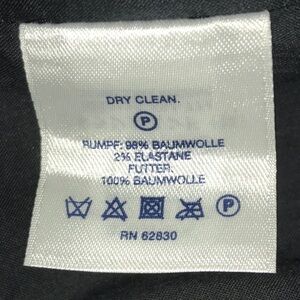 DRY CLEAN.
P
RUMPF: 98% BAUMWOLLE
2% ELASTANE
FUTTER:
100% BAUMWOLLE
P
RN 62830